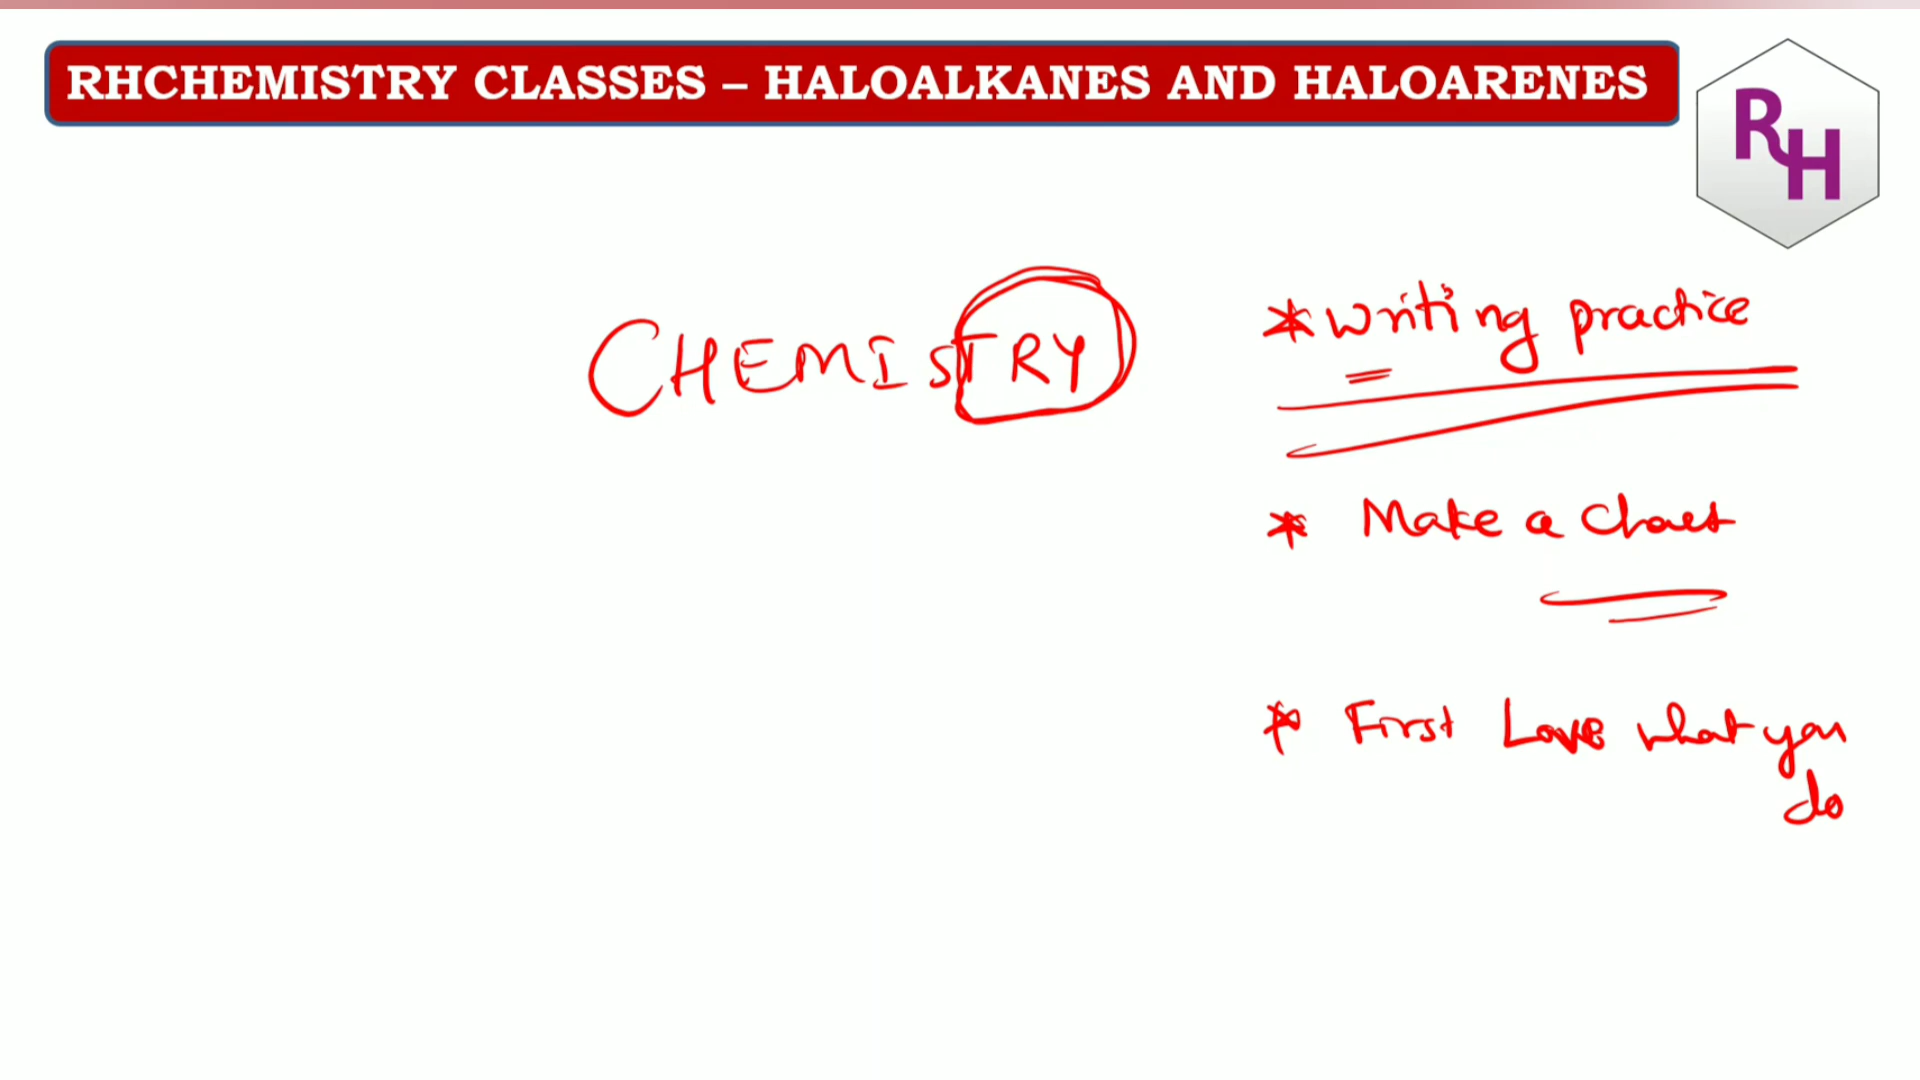 RHCHEMISTRY CLASSES – HALOALKANES AND HALOARENES
RH
CHEMISTRY
* Writing practice
* Make a Chart
* First Love what you
do